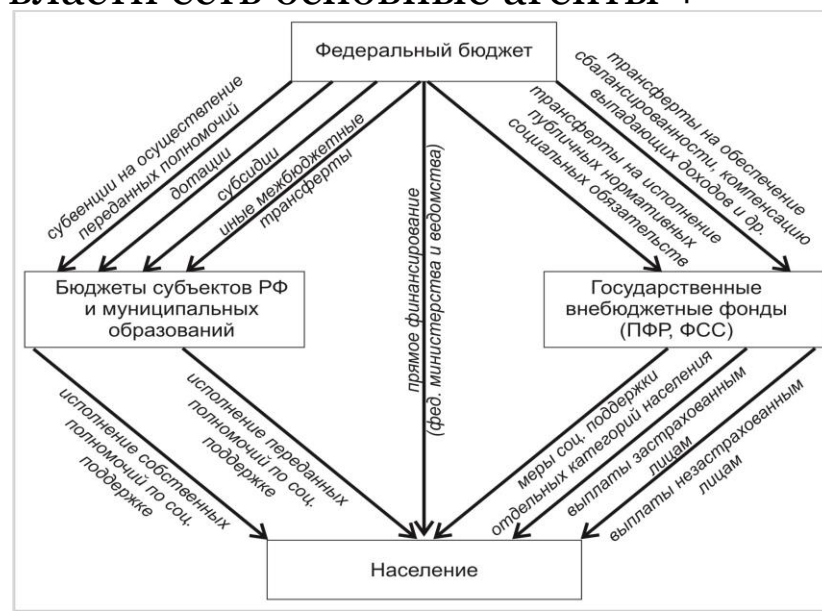 власти есть основные агенты
Федеральный бюджет
субвенции на осуществление
переданных полномочий
дотации
субсидии
иные межбюджетные
трансферты
прямое финансирование
(фед. министерства и ведомства)
трансферты на исполнение
публичных нормативных
социальных обязательств
трансферты на обеспечение
сбалансированности, компенсацию
выпадающих доходов и др.
Бюджеты субъектов РФ
и муниципальных
образований
Государственные
внебюджетные фонды
(ПФР, ФСС)
исполнение собственных
полномочий по соц.
поддержке
исполнение переданных
полномочий по соц.
поддержке
меры соц. поддержки
отдельных категорий населения
выплаты застрахованным
лицам
выплаты незастрахованным
лицам
Население